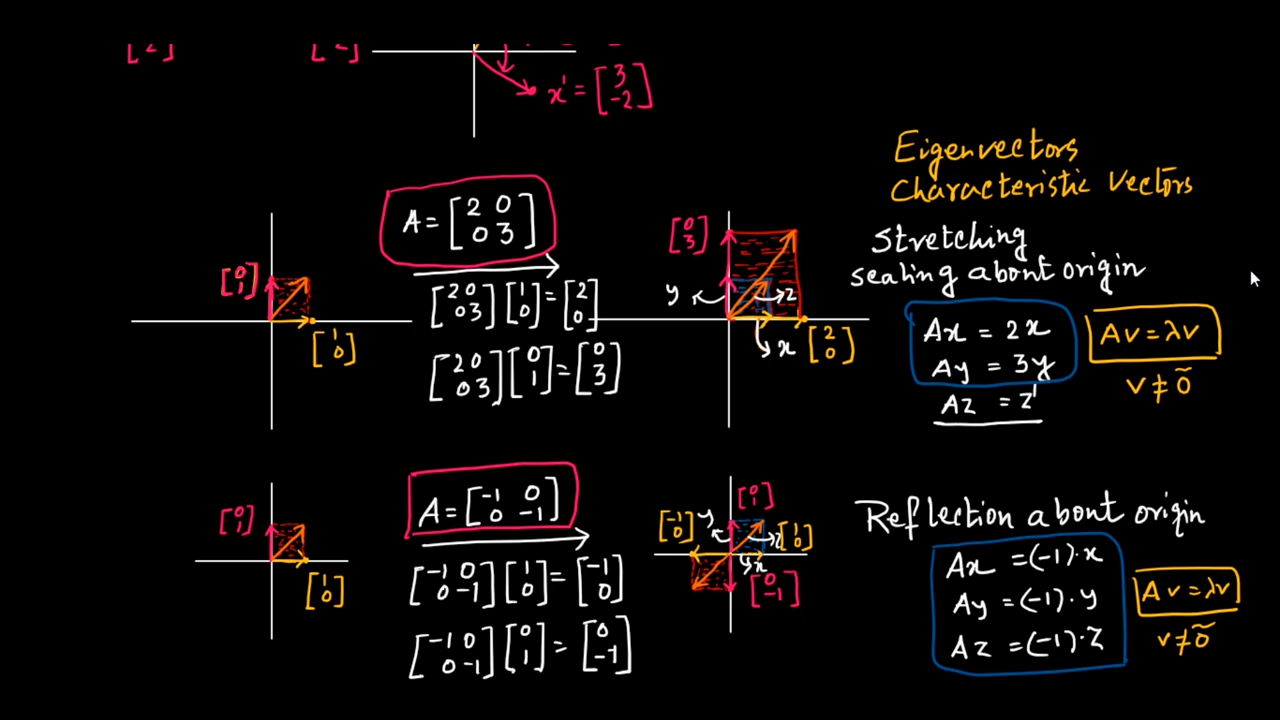 x' = [3 -2]
Eigenvectors
Characteristic Vectors
A = [2 0 0 3]
[0 1]
[1 0]
[2 0 0 3] [1 0] = [2 0]
[2 0 0 3] [0 1] = [0 3]
[0 3]
y
z
x
[2 0]
Stretching
scaling about origin
Ax = 2x
Ay = 3y
Az = z'
Av = λv
v ≠ 0̃
[0 1]
[1 0]
A = [-1 0 0 -1]
[-1 0 0 -1] [1 0] = [-1 0]
[-1 0 0 -1] [0 1] = [0 -1]
[0 1]
[-1 0]
y
z
[1 0]
x
[0 -1]
Reflection about origin
Ax = (-1).x
Ay = (-1).y
Az = (-1).z
Av = λv
v ≠ 0̃